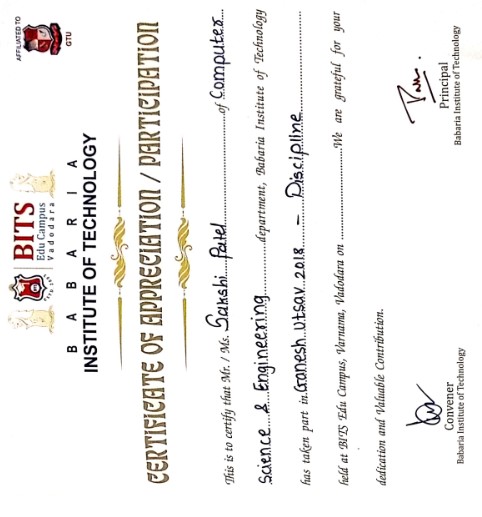 BITS
Edu Campus
Vadodara
AFFILIATED TO
GTU
BABARIA
INSTITUTE OF TECHNOLOGY
CERTIFICATE OF APPRECIATION / PARTICIPATION
This is to certify that Mr. / Ms. Sakshi Patel of Computer
Science & Engineering department, Babaria Institute of Technology
has taken part in Ganesh Utsav 2018 - Discipline
held at BITS Edu Campus, Varnama, Vadodara on .................... We are grateful for your
dedication and Valuable Contribution.
Convener
Babaria Institute of Technology
Principal
Babaria Institute of Technology